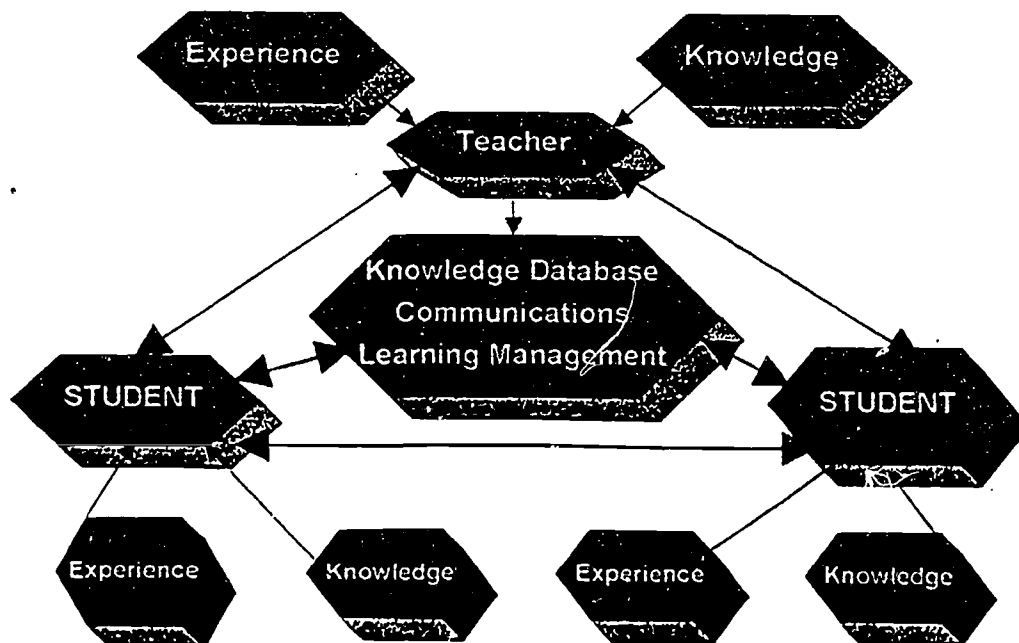 Experience
Knowledge
Teacher
Knowledge Database
Communications
Learning Management
STUDENT
STUDENT
Experience
Knowledge
Experience
Knowledge